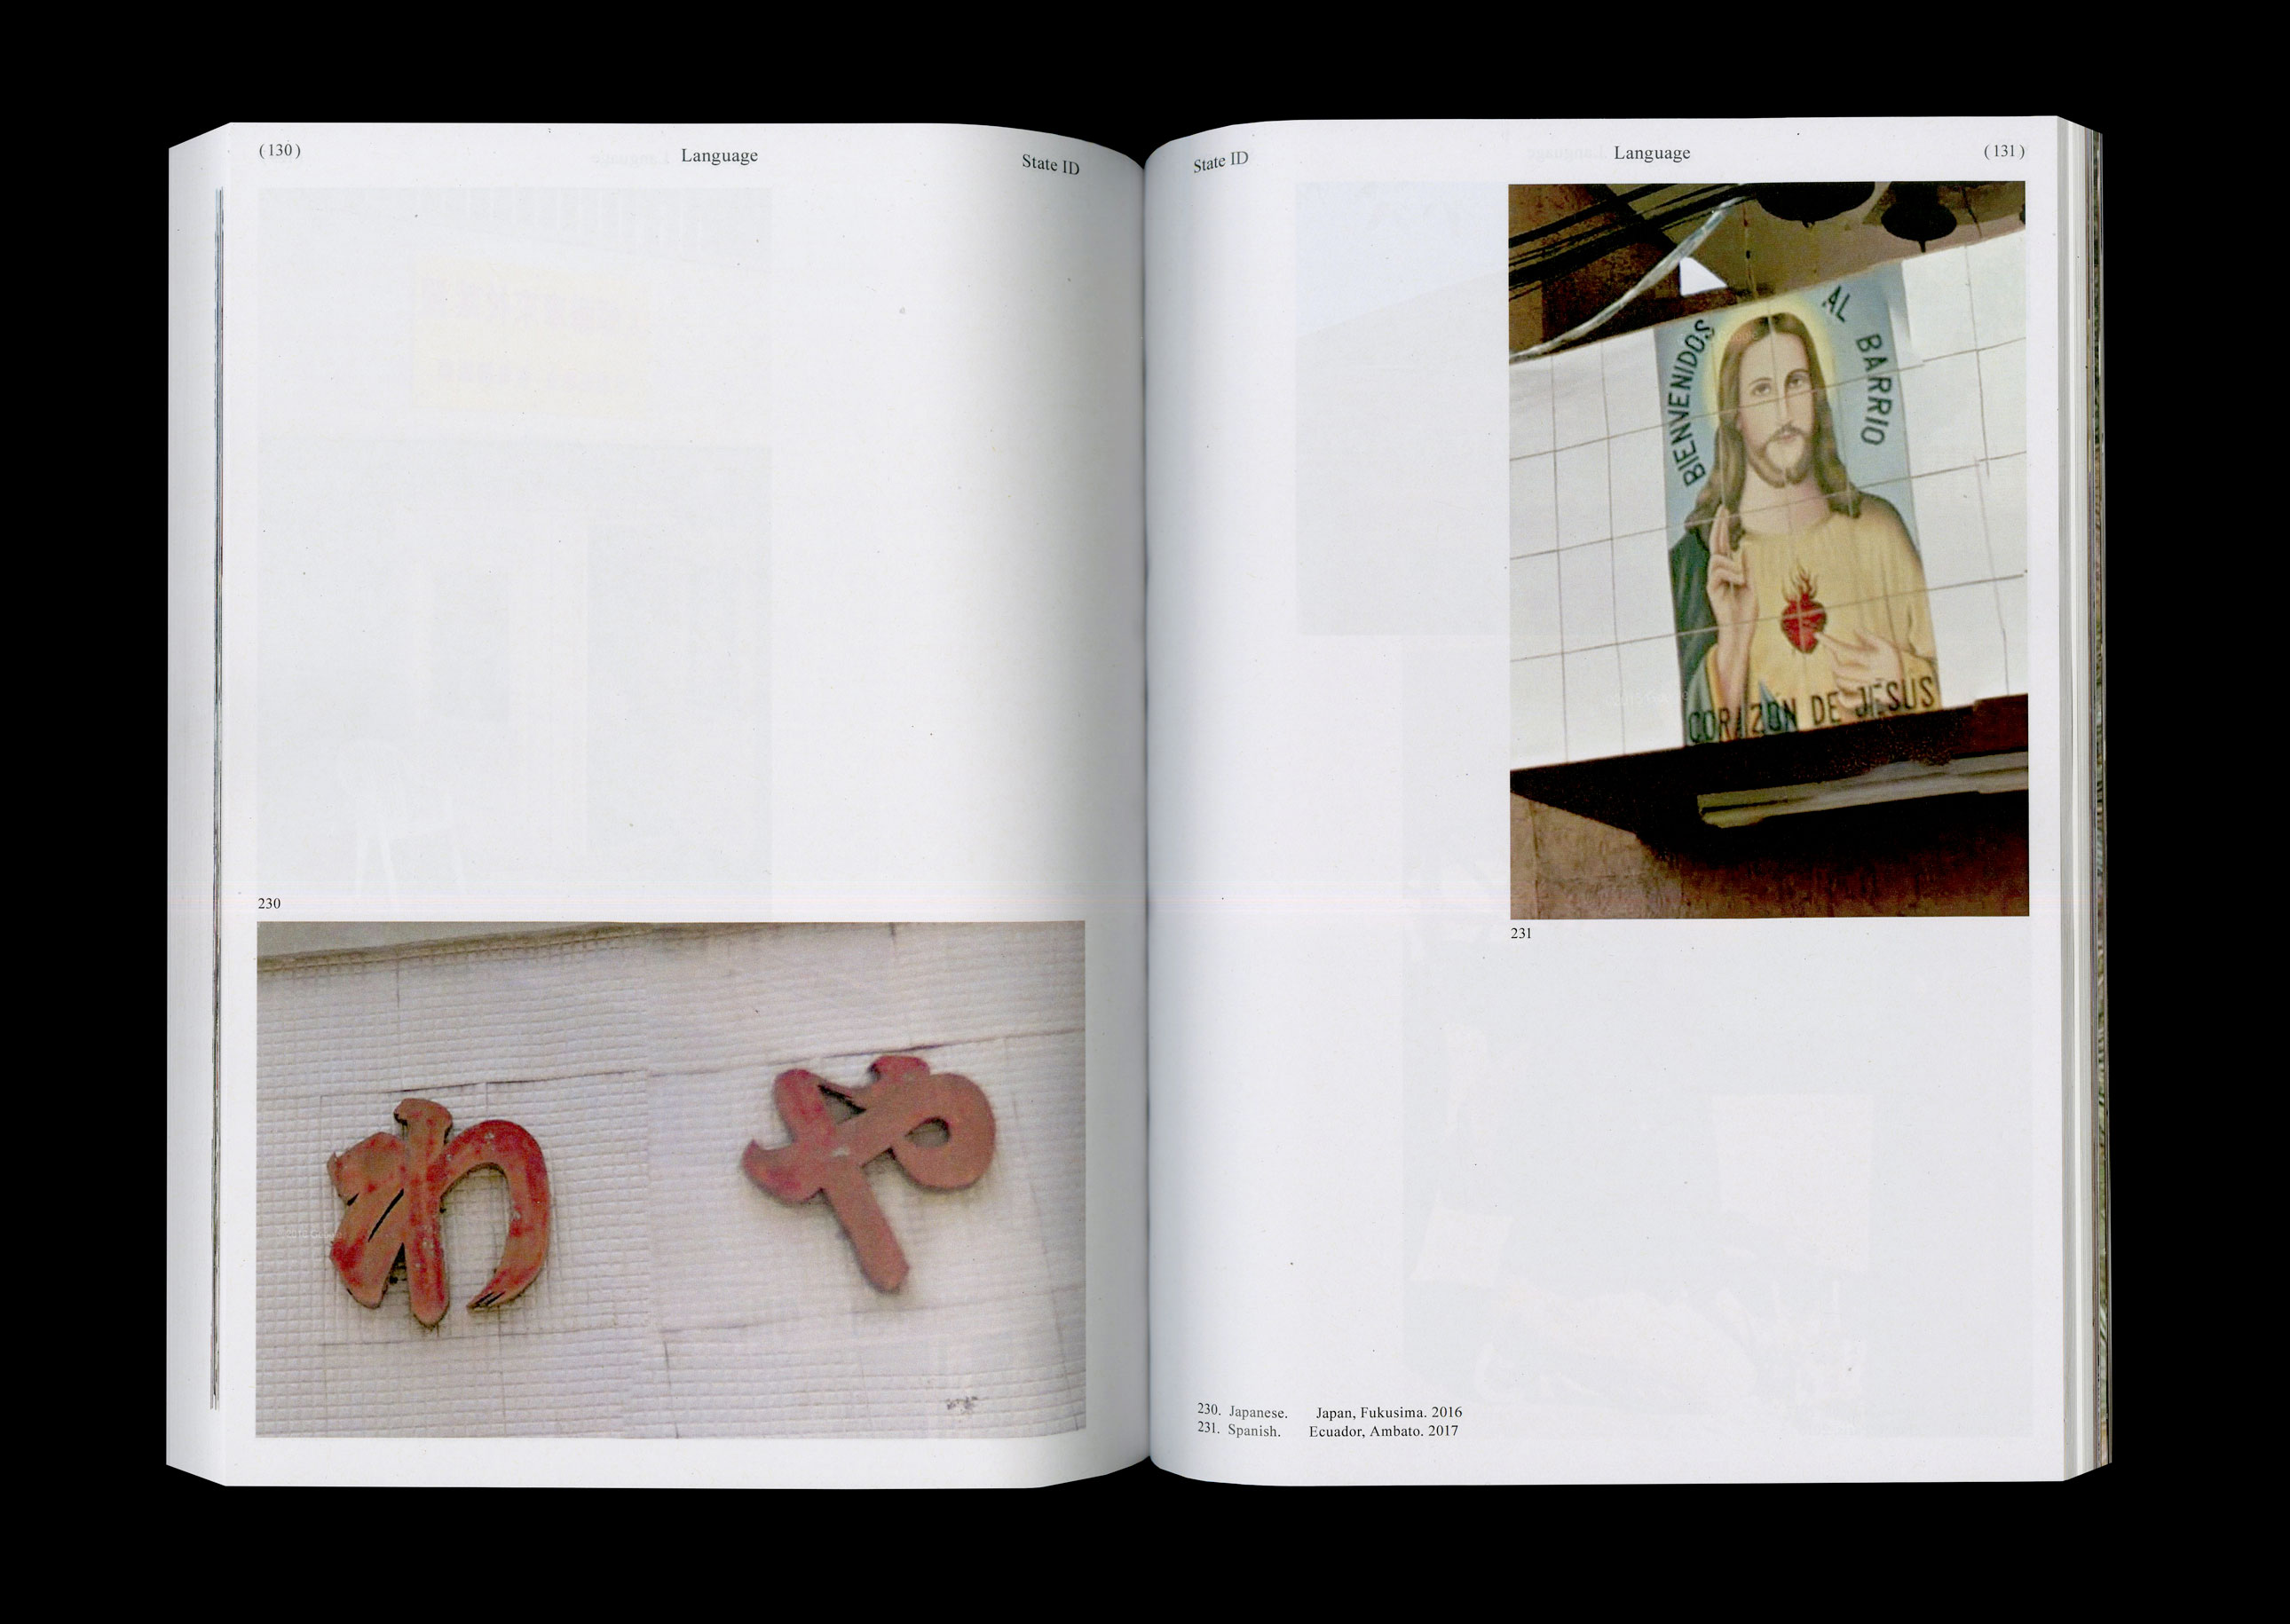 (130)
Language
State ID
230
わ や
State ID
Language
(131)
BIENVENIDOS AL BARRIO
CORAZÓN DE JESUS
231
230. Japanese. Japan, Fukusima. 2016
231. Spanish. Ecuador, Ambato. 2017